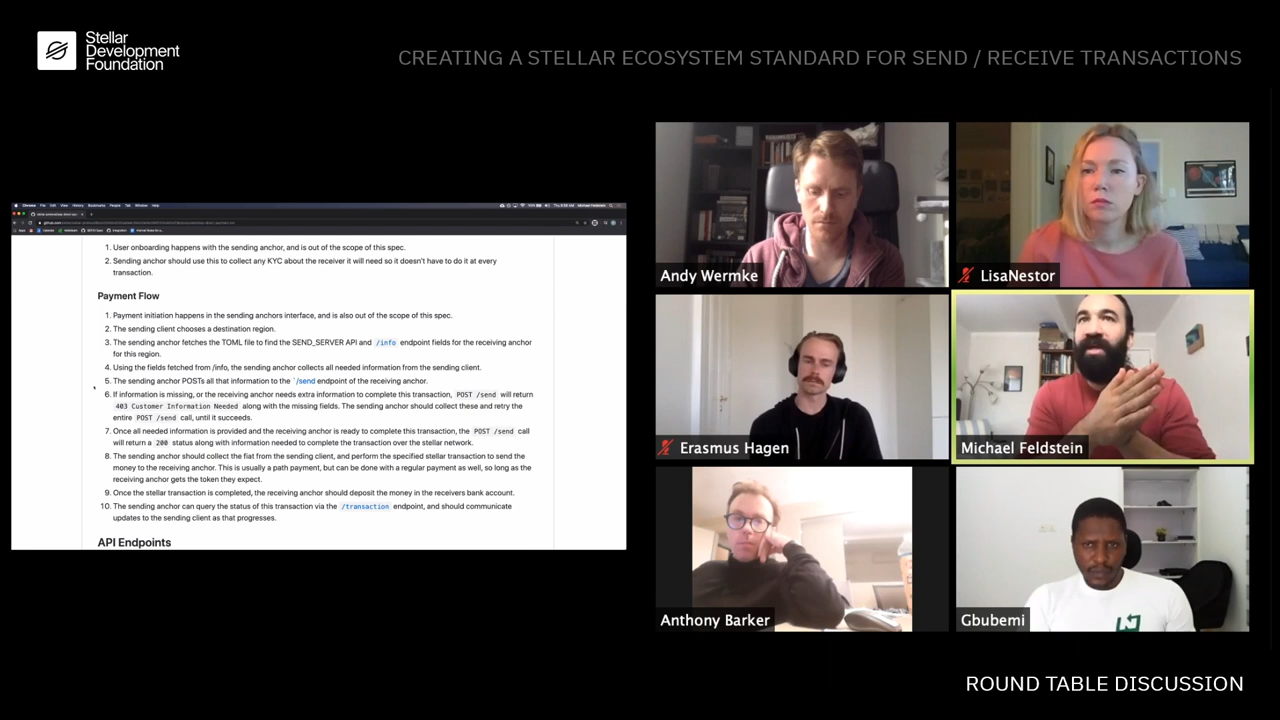 Stellar
Development
Foundation
CREATING A STELLAR ECOSYSTEM STANDARD FOR SEND / RECEIVE TRANSACTIONS
1. User onboarding happens with the sending anchor, and is out of the scope of this spec.
2. Sending anchor should use this to collect any KYC about the receiver it will need so it doesn't have to do it at every
transaction.
Payment Flow
1. Payment initiation happens in the sending anchors interface, and is also out of the scope of this spec.
2. The sending client chooses a destination region.
3. The sending anchor fetches the TOML file to find the SEND_SERVER API and /info endpoint fields for the receiving anchor
for this region.
4. Using the fields fetched from /info, the sending anchor collects all needed information from the sending client.
5. The sending anchor POSTs all that information to the `/send endpoint of the receiving anchor.
6. If information is missing, or the receiving anchor needs extra information to complete this transaction, POST /send will return
403 Customer Information Needed along with the missing fields. The sending anchor should collect these and retry the
entire POST /send call, until it succeeds.
7. Once all needed information is provided and the receiving anchor is ready to complete this transaction, the POST /send call
will return a 200 status along with information needed to complete the transaction over the stellar network.
8. The sending anchor should collect the fiat from the sending client, and perform the specified stellar transaction to send the
money to the receiving anchor. This is usually a path payment, but can be done with a regular payment as well, so long as the
receiving anchor gets the token they expect.
9. Once the stellar transaction is completed, the receiving anchor should deposit the money in the receivers bank account.
10. The sending anchor can query the status of this transaction via the /transaction endpoint, and should communicate
updates to the sending client as that progresses.
API Endpoints
Andy Wermke
LisaNestor
Erasmus Hagen
Michael Feldstein
Anthony Barker
Gbubemi
ROUND TABLE DISCUSSION